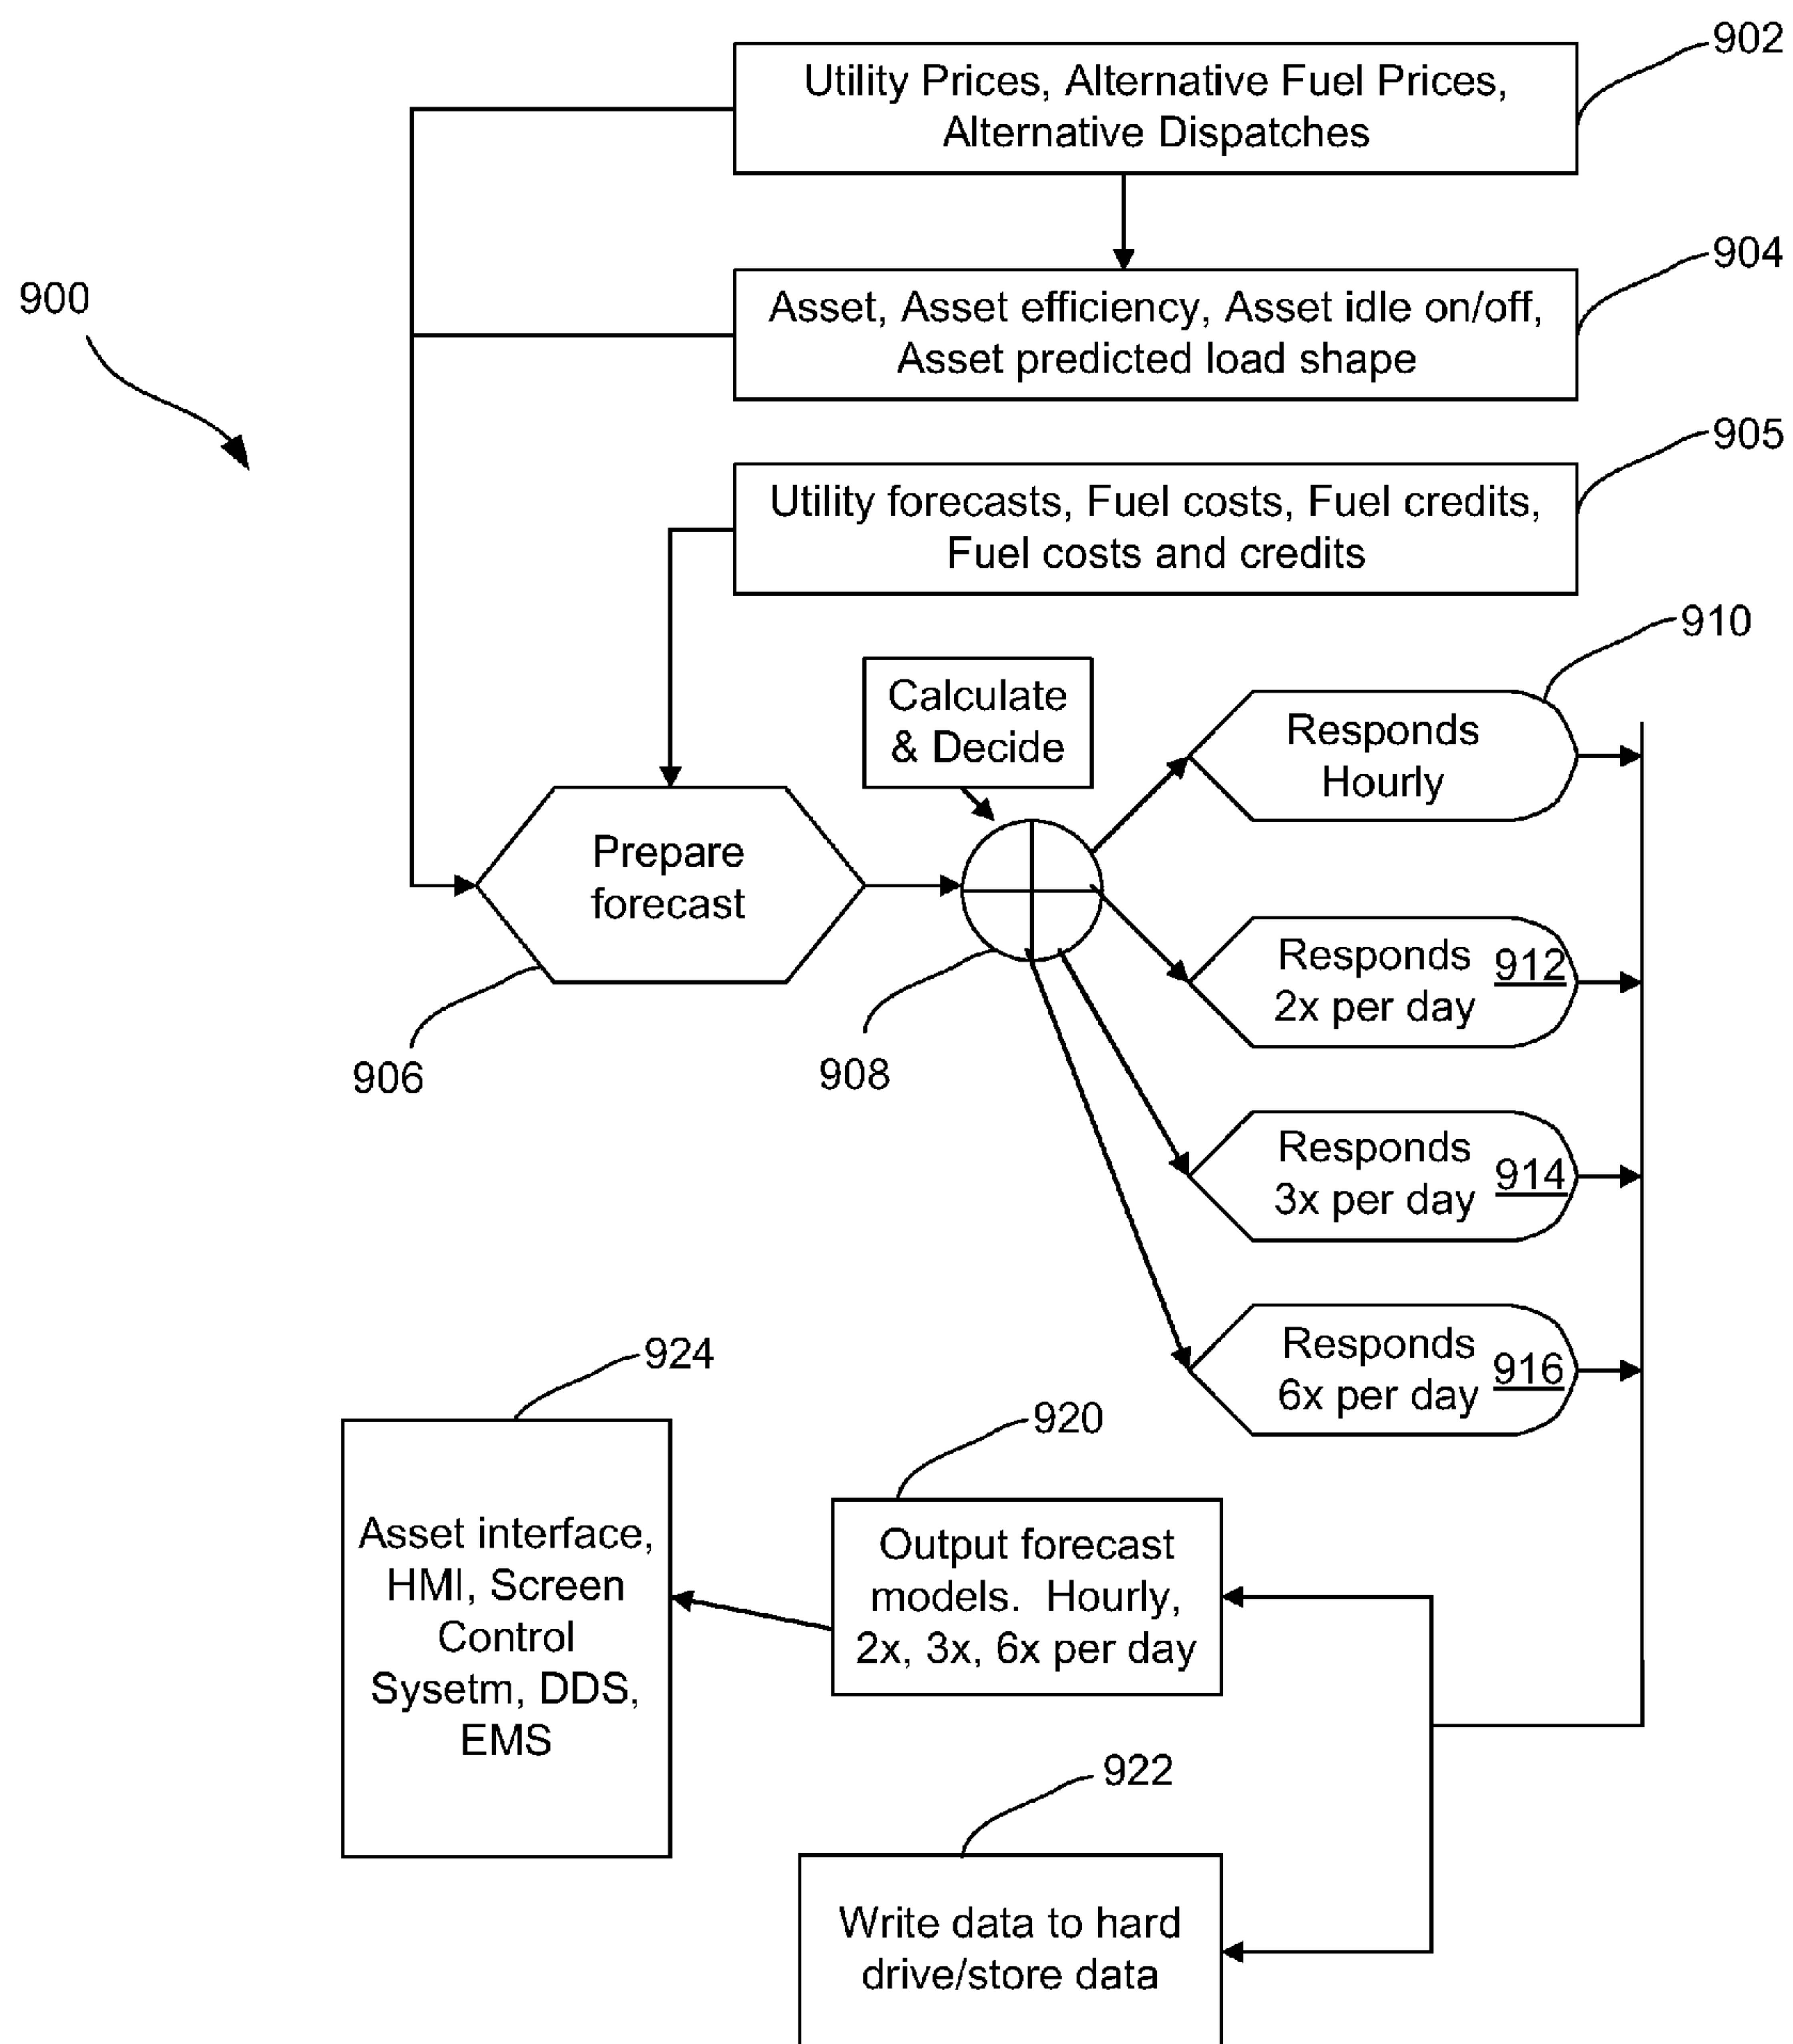 902
Utility Prices, Alternative Fuel Prices,
Alternative Dispatches
904
900
Asset, Asset efficiency, Asset idle on/off,
Asset predicted load shape
905
Utility forecasts, Fuel costs, Fuel credits,
Fuel costs and credits
910
Calculate
& Decide
Responds
Hourly
Prepare
forecast
906
908
Responds
2x per day
912
Responds
3x per day
914
Responds
6x per day
916
924
920
Asset interface,
HMI, Screen
Control
Sysetm, DDS,
EMS
Output forecast
models. Hourly,
2x, 3x, 6x per day
922
Write data to hard
drive/store data